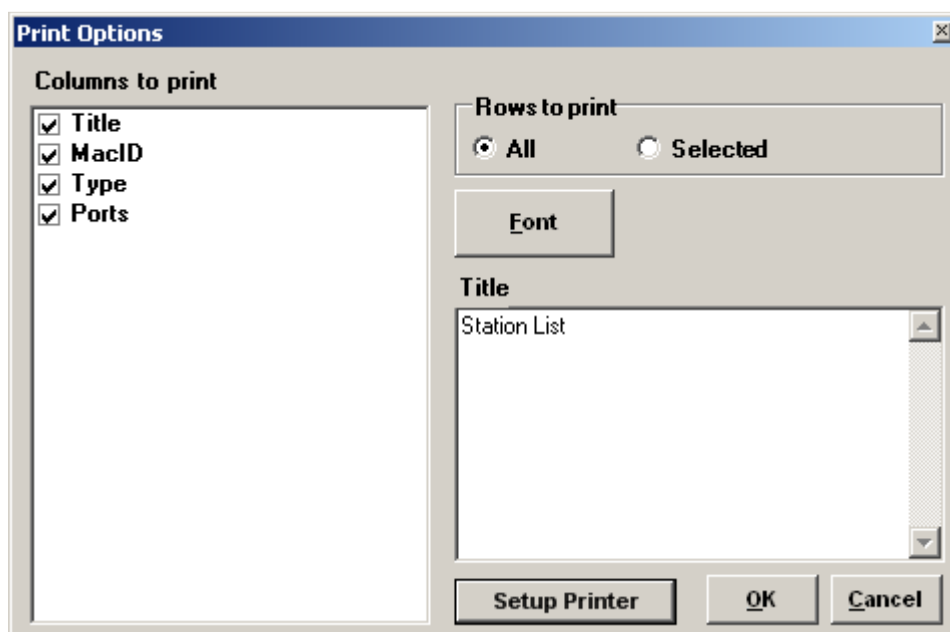 Print Options
Columns to print
Title
MacID
Type
Ports
Rows to print
All
Selected
Font
Title
Station List
Setup Printer
OK
Cancel